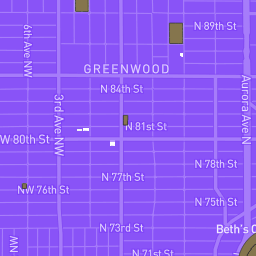 N 89th St
6th Ave NW
GREENWOOD
N 84th St
3rd Ave NW
Aurora Ave N
N 81st St
W 80th St
N 78th St
N 77th St
NW 76th St
N 75th St
N 73rd St
Beth's C
NW
N 71st St